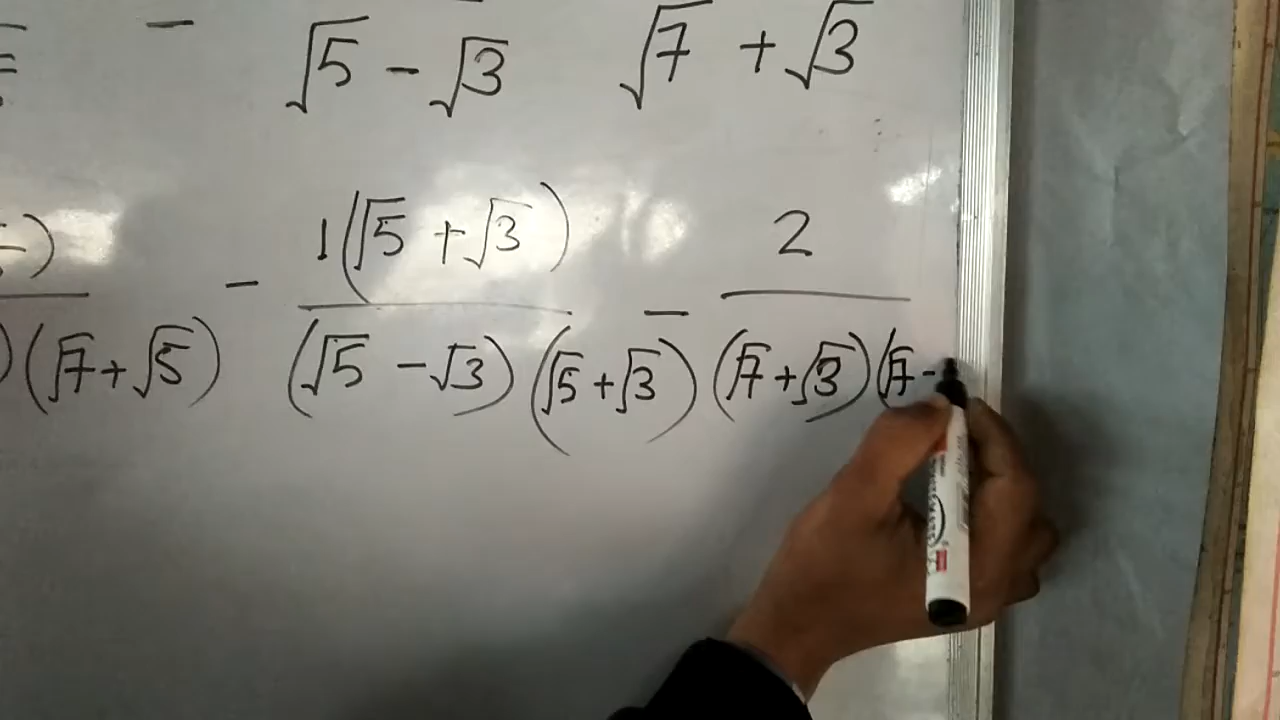 - √5 - √3 √7 + √3
) - 1(√5 + √3) 2
)(√7 + √5) (√5 - √3)(√5 + √3) - (√7 + √3)(√7 -